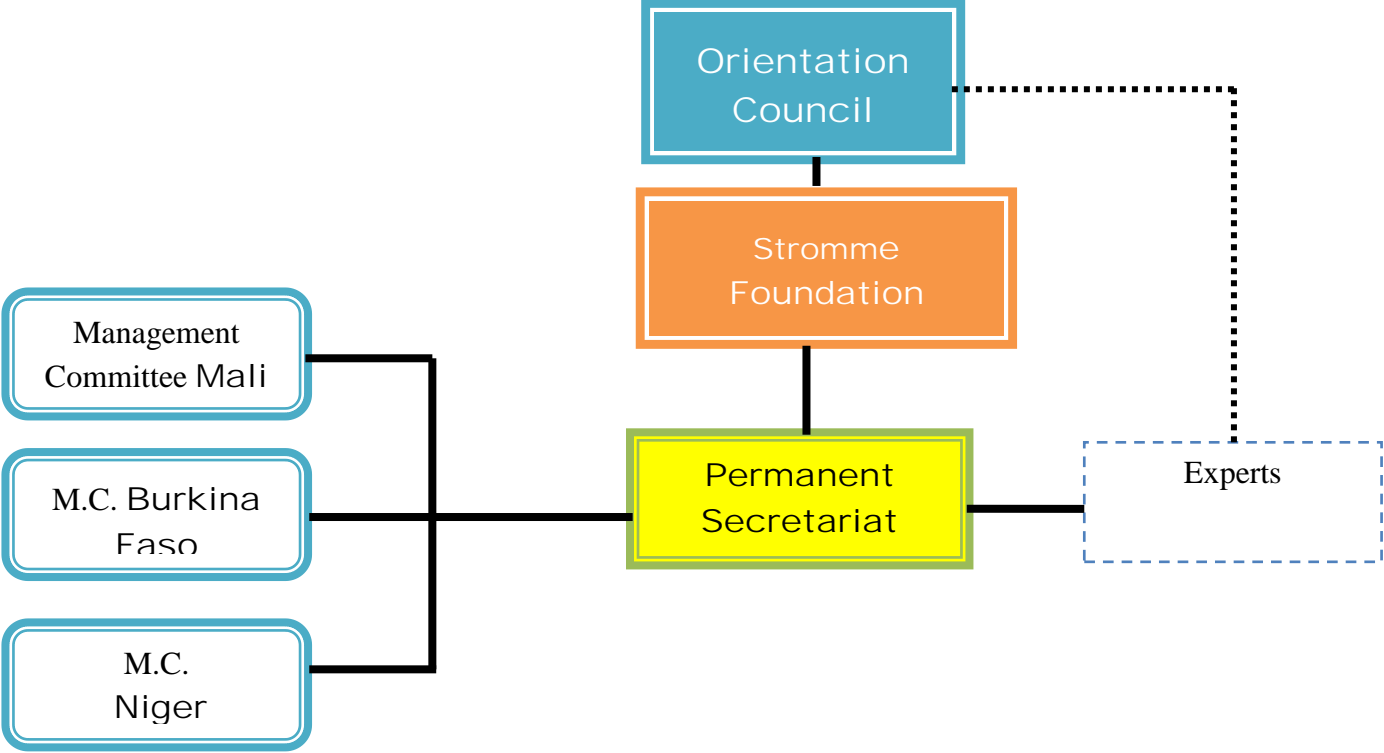 Orientation
Council
Stromme
Foundation
Management
Committee Mali
M.C. Burkina
Faso
M.C.
Niger
Permanent
Secretariat
Experts